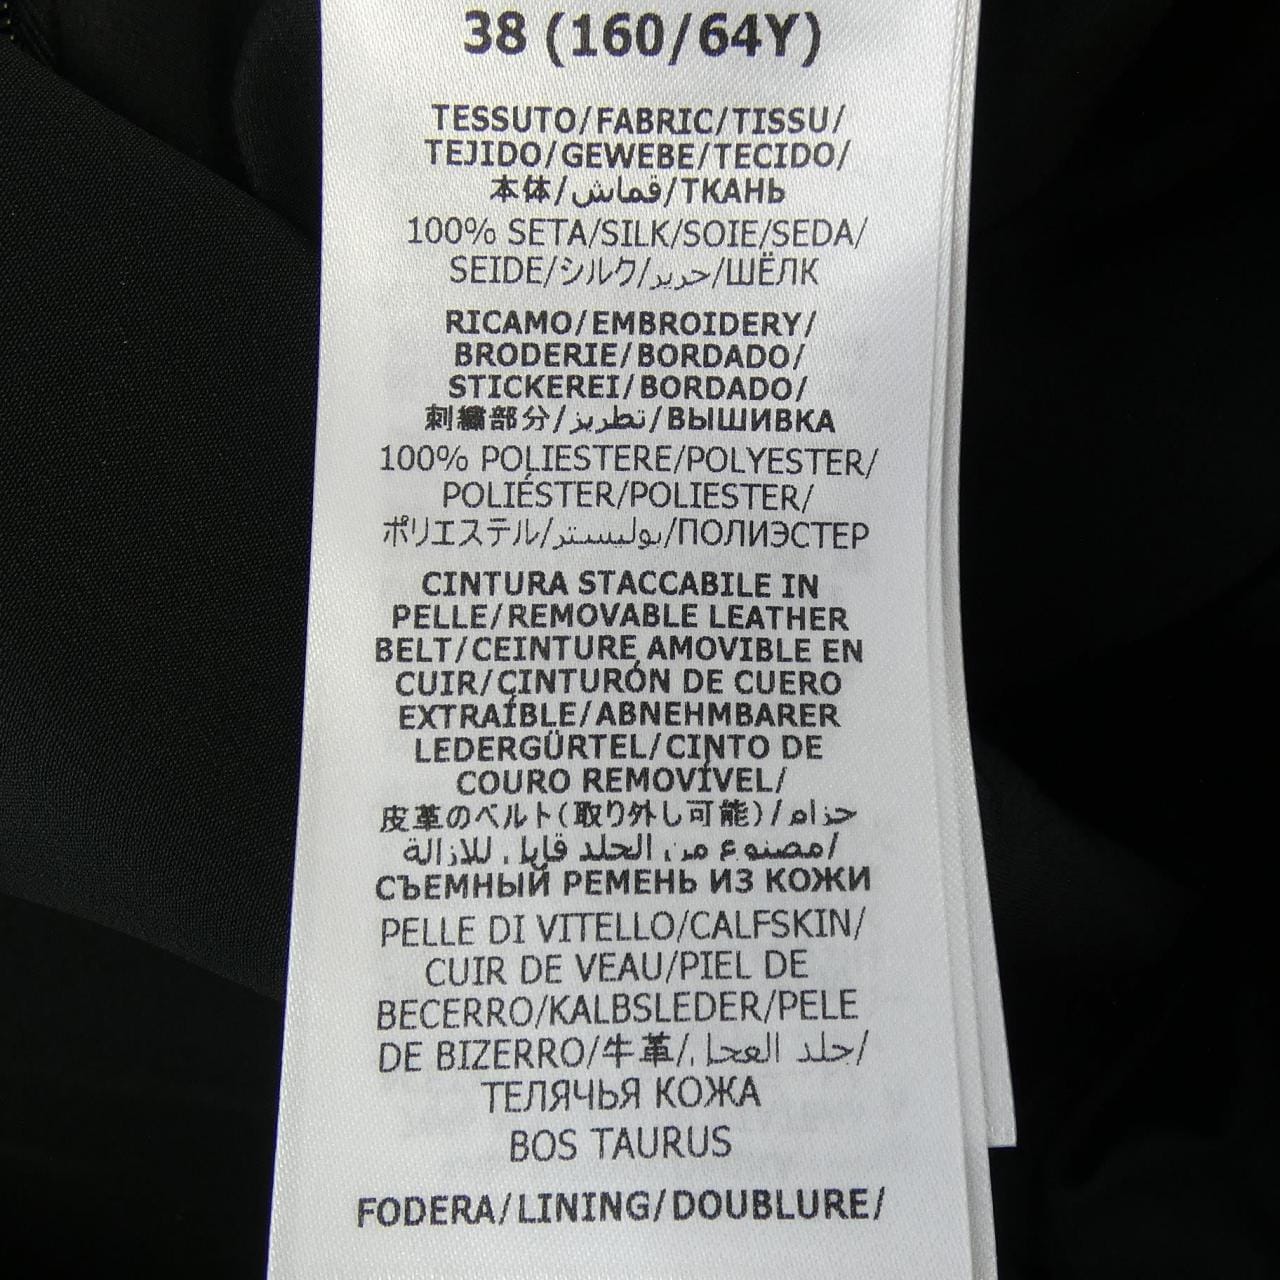 38 (160/64Y)
TESSUTO/FABRIC/TISSU/
TEJIDO/GEWEBE/TECIDO/
本体/قماش/ТКАНЬ
100% SETA/SILK/SOIE/SEDA/
SEIDE/シルク/حرير/ШЁЛК
RICAMO/EMBROIDERY/
BRODERIE/BORDADO/
STICKEREI/BORDADO/
刺繍部分/تطريز/ВЫШИВКА
100% POLIESTERE/POLYESTER/
POLIÉSTER/POLIESTER/
ポリエステル/بوليستر/ПОЛИЭСТЕР
CINTURA STACCABILE IN
PELLE/REMOVABLE LEATHER
BELT/CEINTURE AMOVIBLE EN
CUIR/CINTURÓN DE CUERO
EXTRAÍBLE/ABNEHMBARER
LEDERGÜRTEL/CINTO DE
COURO REMOVÍVEL/
皮革のベルト(取り外し可能)/حزام
مصنوع من الجلد قابل للازالة/
СЪЕМНЫЙ РЕМЕНЬ ИЗ КОЖИ
PELLE DI VITELLO/CALFSKIN/
CUIR DE VEAU/PIEL DE
BECERRO/KALBSLEDER/PELE
DE BIZERRO/牛革/جلد العجل/
ТЕЛЯЧЬЯ КОЖА
BOS TAURUS
FODERA/LINING/DOUBLURE/